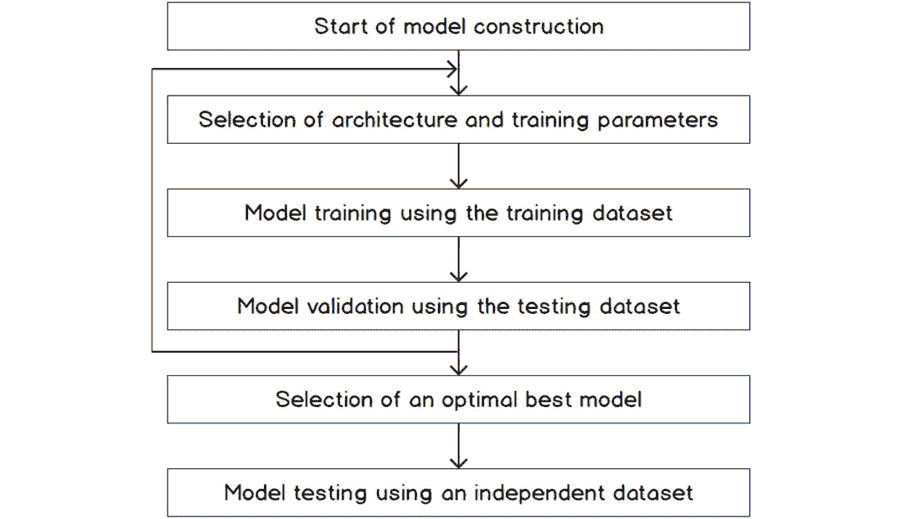 Start of model construction
Selection of architecture and training parameters
Model training using the training dataset
Model validation using the testing dataset
Selection of an optimal best model
Model testing using an independent dataset